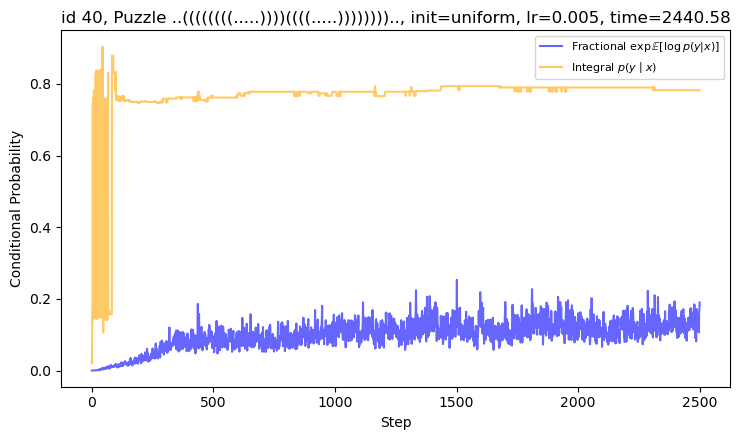 id 40, Puzzle ..((((((((.....))))((((.....)))))))).., init=uniform, lr=0.005, time=2440.58
Fractional exp𝔼[log p(y|x)]
Integral p(y | x)
Conditional Probability
0.8
0.6
0.4
0.2
0.0
0
500
1000
1500
2000
2500
Step